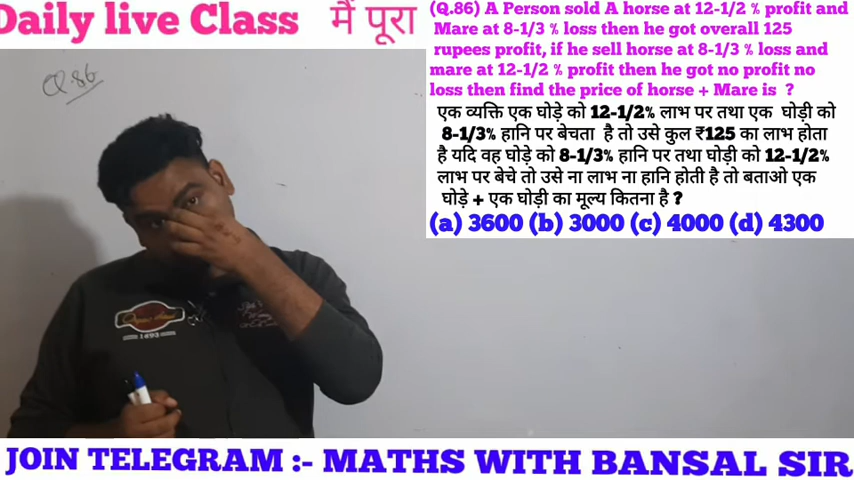 Daily live Class में पूरा
Q.86
(Q.86) A Person sold A horse at 12-1/2 % profit and
Mare at 8-1/3 % loss then he got overall 125
rupees profit, if he sell horse at 8-1/3 % loss and
mare at 12-1/2 % profit then he got no profit no
loss then find the price of horse + Mare is ?
एक व्यक्ति एक घोड़े को 12-1/2% लाभ पर तथा एक घोड़ी को
8-1/3% हानि पर बेचता है तो उसे कुल ₹125 का लाभ होता
है यदि वह घोड़े को 8-1/3% हानि पर तथा घोड़ी को 12-1/2%
लाभ पर बेचे तो उसे ना लाभ ना हानि होती है तो बताओ एक
घोड़े + एक घोड़ी का मूल्य कितना है ?
(a) 3600 (b) 3000 (c) 4000 (d) 4300
1893
JOIN TELEGRAM :- MATHS WITH BANSAL SIR